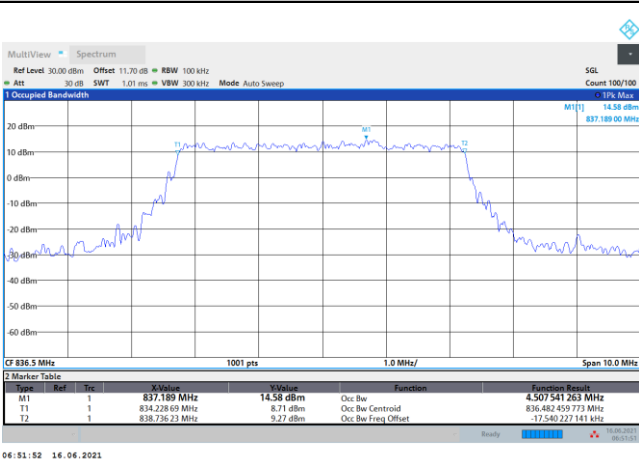 MultiView Spectrum
Ref Level 30.00 dBm Offset 11.70 dB RBW 100 kHz SGL
Att 30 dB SWT 1.01 ms VBW 300 kHz Mode Auto Sweep Count 100/100
1 Occupied Bandwidth 1Pk Max
M1[1] 14.58 dBm
837.189 00 MHz
M1
20 dBm
T1 T2
10 dBm
0 dBm
-10 dBm
-20 dBm
-30 dBm
-40 dBm
-50 dBm
-60 dBm
CF 836.5 MHz 1001 pts 1.0 MHz/ Span 10.0 MHz
2 Marker Table
Type Ref Trc X-Value Y-Value Function Function Result
M1 1 837.189 MHz 14.58 dBm Occ Bw 4.507 541 263 MHz
T1 1 834.228 69 MHz 8.71 dBm Occ Bw Centroid 836.482 459 773 MHz
T2 1 838.736 23 MHz 9.27 dBm Occ Bw Freq Offset -17.540 227 141 kHz
Ready 16.06.2021
06:51:51
06:51:52 16.06.2021